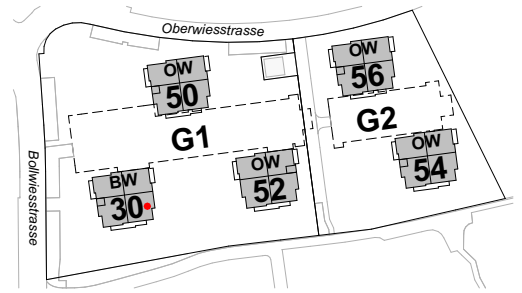 Oberwiesstrasse
OW
50
OW
56
G1
G2
Bollwiesstrasse
BW
30
OW
52
OW
54